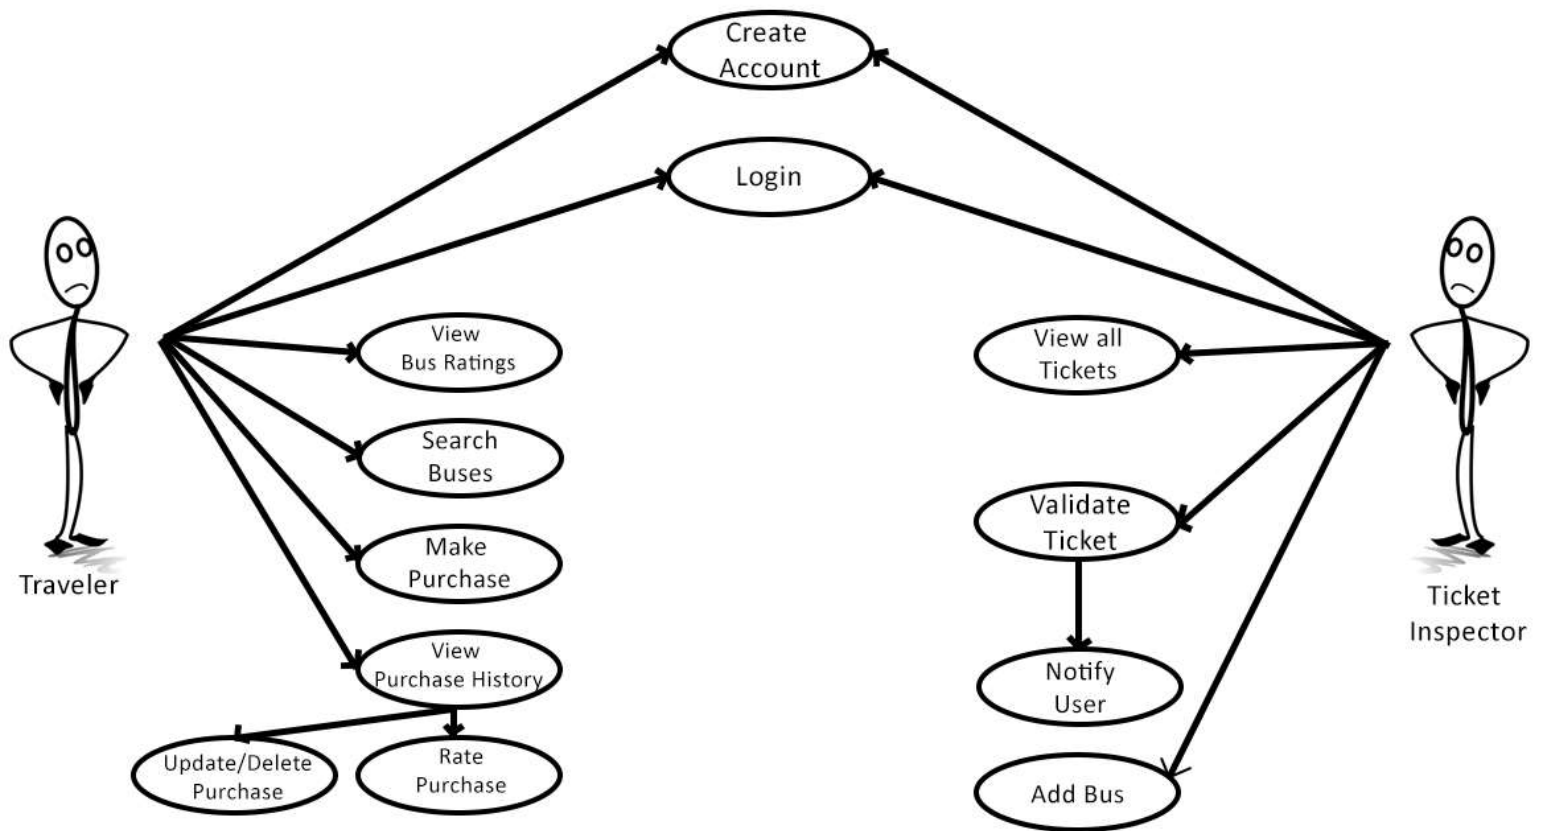 Create
Account
Login
View
Bus Ratings
View all
Tickets
Search
Buses
Validate
Ticket
Make
Purchase
Traveler
Ticket
Inspector
View
Purchase History
Notify
User
Update/Delete
Purchase
Rate
Purchase
Add Bus